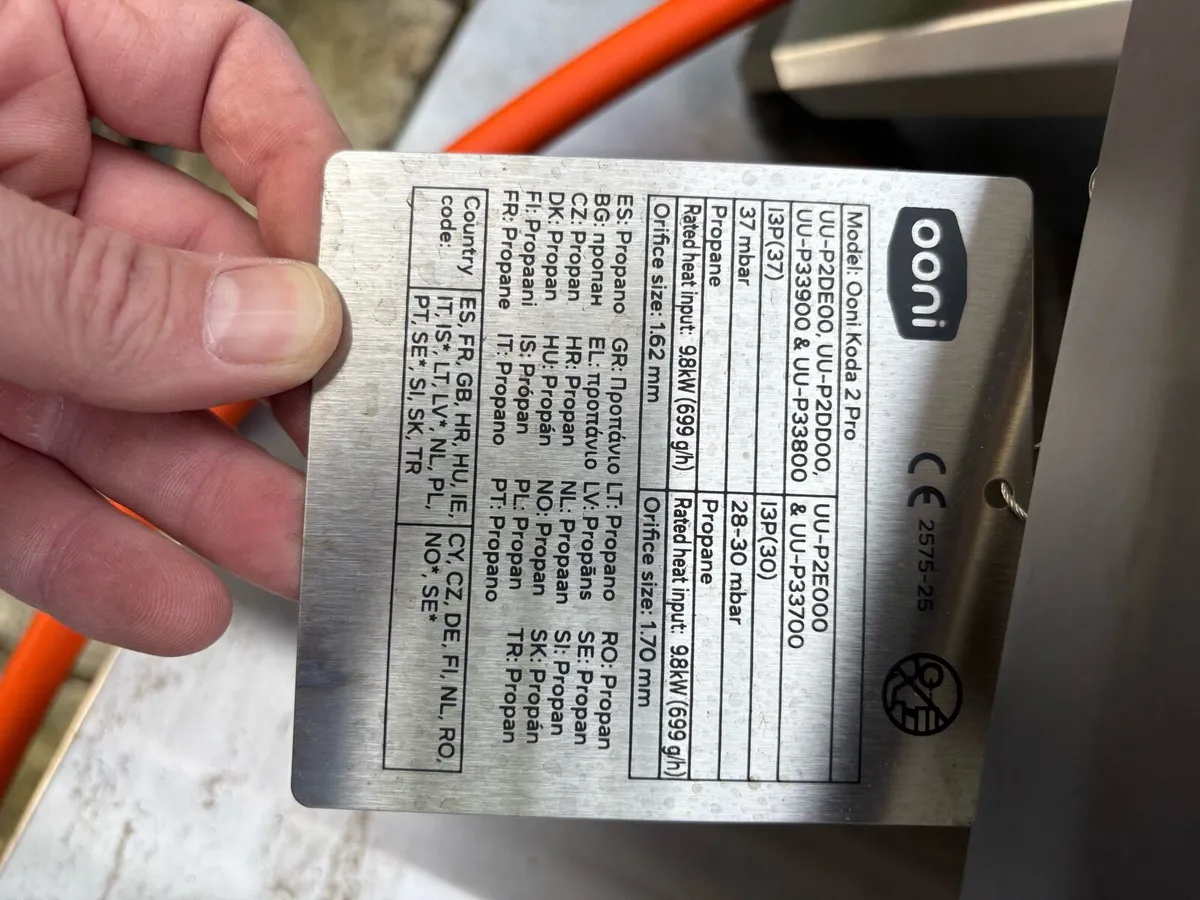 ooni
CE 2575-25
Model: Ooni Koda 2 Pro
UU-P2DE00, UU-P2DD00,
UU-P33900 & UU-P33800
UU-P2E000
& UU-P33700
I3P(37)
I3P(30)
37 mbar
28-30 mbar
Propane
Propane
Rated heat input: 9.8kW (699 g/h)
Rated heat input: 9.8kW (699 g/h)
Orifice size: 1.62 mm
Orifice size: 1.70 mm
ES: Propano GR: Προπάνιο LT: Propano RO: Propan
BG: пропан EL: προπάνιο LV: Propāns SE: Propan
CZ: Propan HR: Propan NL: Propaan SI: Propan
DK: Propan HU: Propán NO: Propan SK: Propán
FI: Propaani IS: Própan PL: Propan TR: Propan
FR: Propane IT: Propano PT: Propano
Country
code:
ES, FR, GB, HR, HU, IE,
IT, IS*, LT, LV*, NL, PL,
PT, SE*, SI, SK, TR
CY, CZ, DE, FI, NL, RO,
NO*, SE*